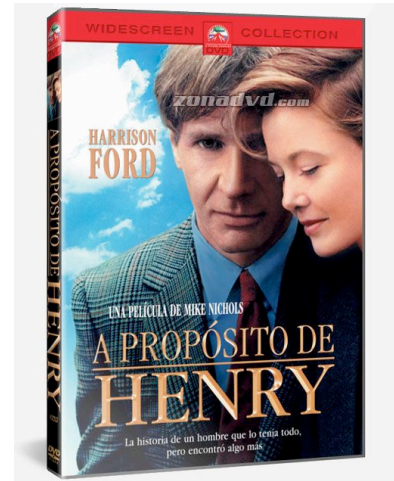 WIDESCREEN COLLECTION
DVD
zonadvd.com
HARRISON
FORD
UNA PELÍCULA DE MIKE NICHOLS
A PROPÓSITO DE
HENRY
La historia de un hombre que lo tenía todo,
pero encontró algo más
A PROPÓSITO DE HENRY
DVD